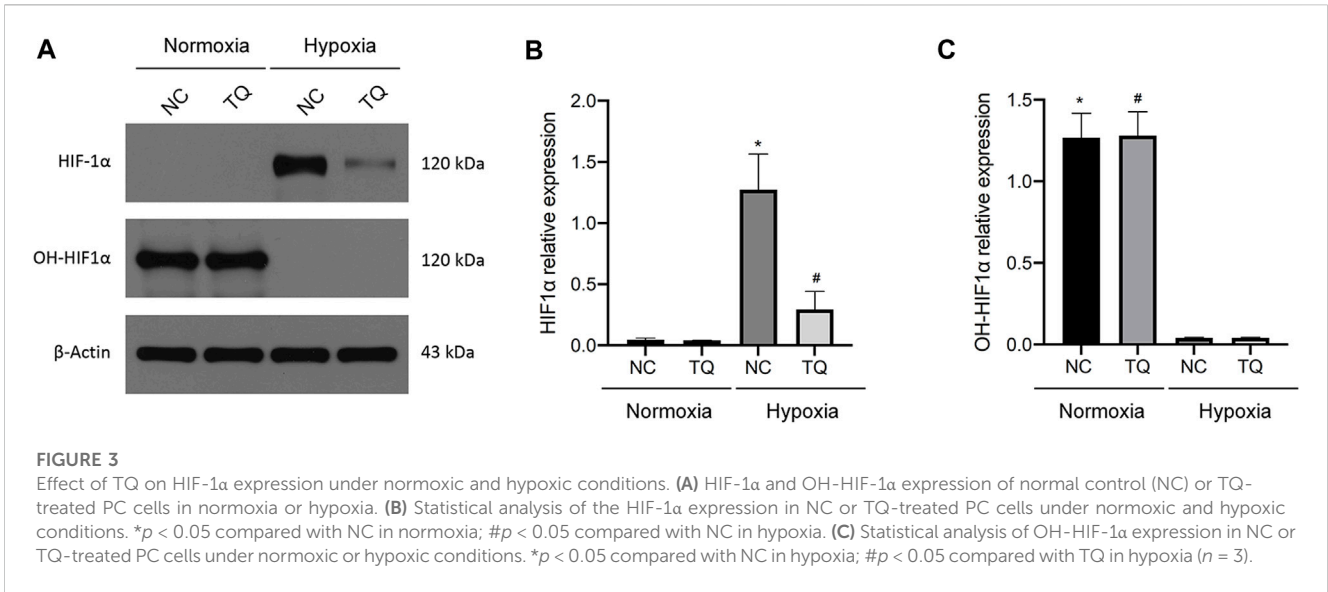 A
Normoxia Hypoxia
NC TQ NC TQ
HIF-1α 120 kDa
OH-HIF1α 120 kDa
β-Actin 43 kDa
B
HIF1α relative expression
2.0
1.5
1.0
0.5
0.0
*
#
NC TQ NC TQ
Normoxia Hypoxia
C
OH-HIF1α relative expression
1.5
1.0
0.5
0.0
* #
NC TQ NC TQ
Normoxia Hypoxia
FIGURE 3
Effect of TQ on HIF-1α expression under normoxic and hypoxic conditions. (A) HIF-1α and OH-HIF-1α expression of normal control (NC) or TQ-
treated PC cells in normoxia or hypoxia. (B) Statistical analysis of the HIF-1α expression in NC or TQ-treated PC cells under normoxic and hypoxic
conditions. *p < 0.05 compared with NC in normoxia; #p < 0.05 compared with NC in hypoxia. (C) Statistical analysis of OH-HIF-1α expression in NC or
TQ-treated PC cells under normoxic or hypoxic conditions. *p < 0.05 compared with NC in hypoxia; #p < 0.05 compared with TQ in hypoxia (n = 3).